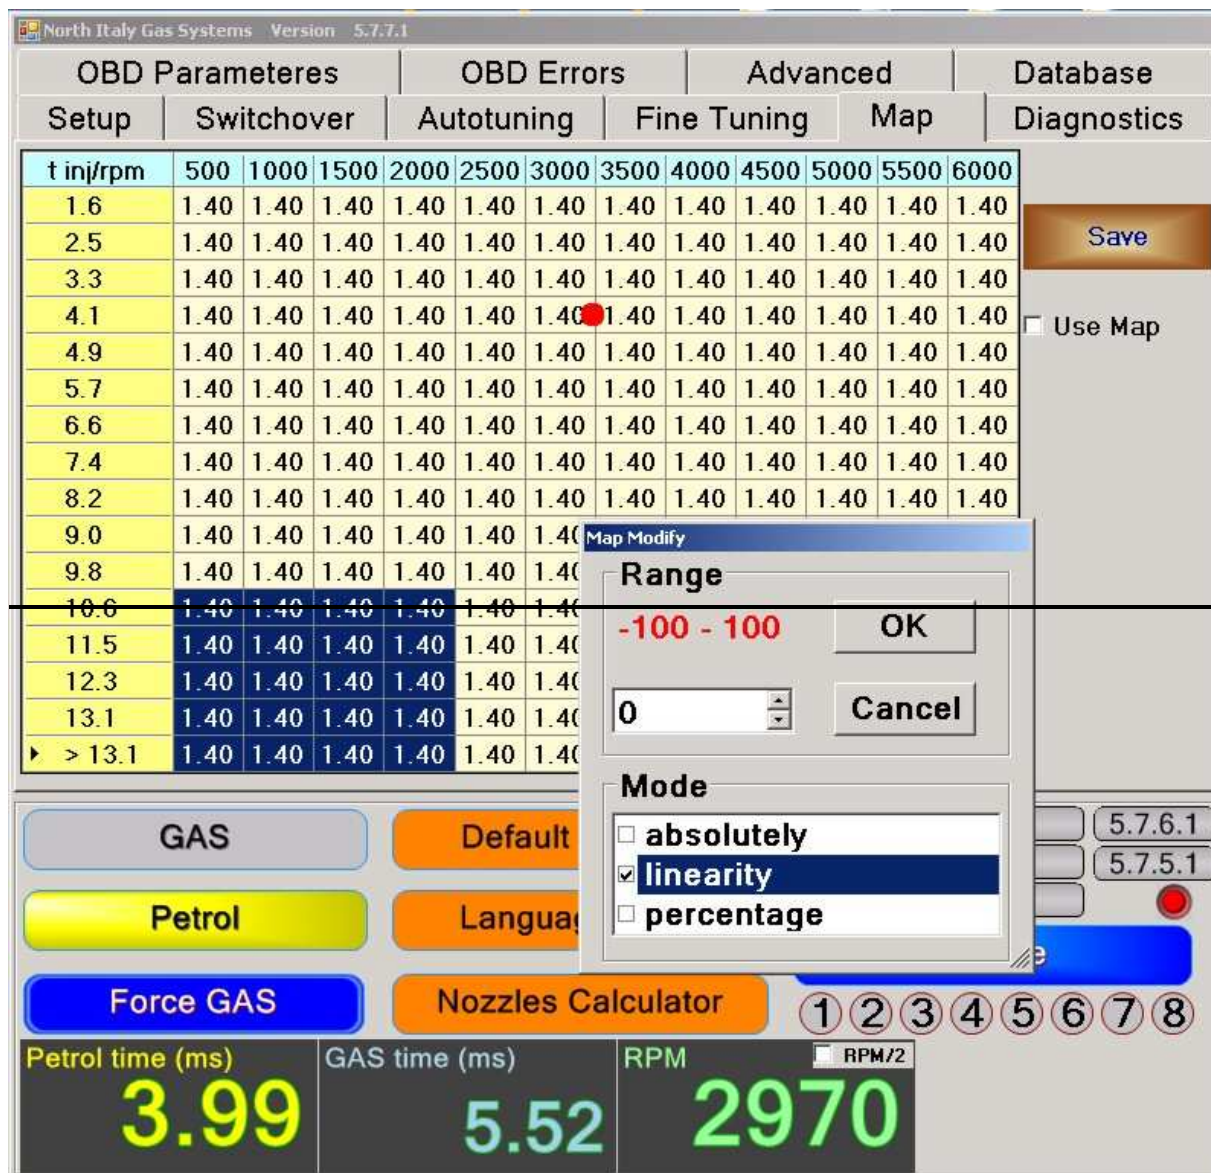 North Italy Gas Systems Version 5.7.7.1
OBD Parameteres OBD Errors Advanced Database
Setup Switchover Autotuning Fine Tuning Map Diagnostics
t inj/rpm 500 1000 1500 2000 2500 3000 3500 4000 4500 5000 5500 6000
1.6 1.40 1.40 1.40 1.40 1.40 1.40 1.40 1.40 1.40 1.40 1.40 1.40
2.5 1.40 1.40 1.40 1.40 1.40 1.40 1.40 1.40 1.40 1.40 1.40 1.40
Save
3.3 1.40 1.40 1.40 1.40 1.40 1.40 1.40 1.40 1.40 1.40 1.40 1.40
4.1 1.40 1.40 1.40 1.40 1.40 1.40 1.40 1.40 1.40 1.40 1.40 1.40
Use Map
4.9 1.40 1.40 1.40 1.40 1.40 1.40 1.40 1.40 1.40 1.40 1.40 1.40
5.7 1.40 1.40 1.40 1.40 1.40 1.40 1.40 1.40 1.40 1.40 1.40 1.40
6.6 1.40 1.40 1.40 1.40 1.40 1.40 1.40 1.40 1.40 1.40 1.40 1.40
7.4 1.40 1.40 1.40 1.40 1.40 1.40 1.40 1.40 1.40 1.40 1.40 1.40
8.2 1.40 1.40 1.40 1.40 1.40 1.40 1.40 1.40 1.40 1.40 1.40 1.40
9.0 1.40 1.40 1.40 1.40 1.40
9.8 1.40 1.40 1.40 1.40 1.40
10.6 1.40 1.40 1.40 1.40 1.40
11.5 1.40 1.40 1.40 1.40 1.40
12.3 1.40 1.40 1.40 1.40 1.40
13.1 1.40 1.40 1.40 1.40 1.40
> 13.1 1.40 1.40 1.40 1.40 1.40
Map Modify
Range
-100 - 100 OK
0 Cancel
Mode
absolutely
linearity
percentage
GAS Default 5.7.6.1
5.7.5.1
Petrol
Force GAS Nozzles Calculator 1 2 3 4 5 6 7 8
Petrol time (ms) GAS time (ms) RPM RPM/2
3.99 5.52 2970